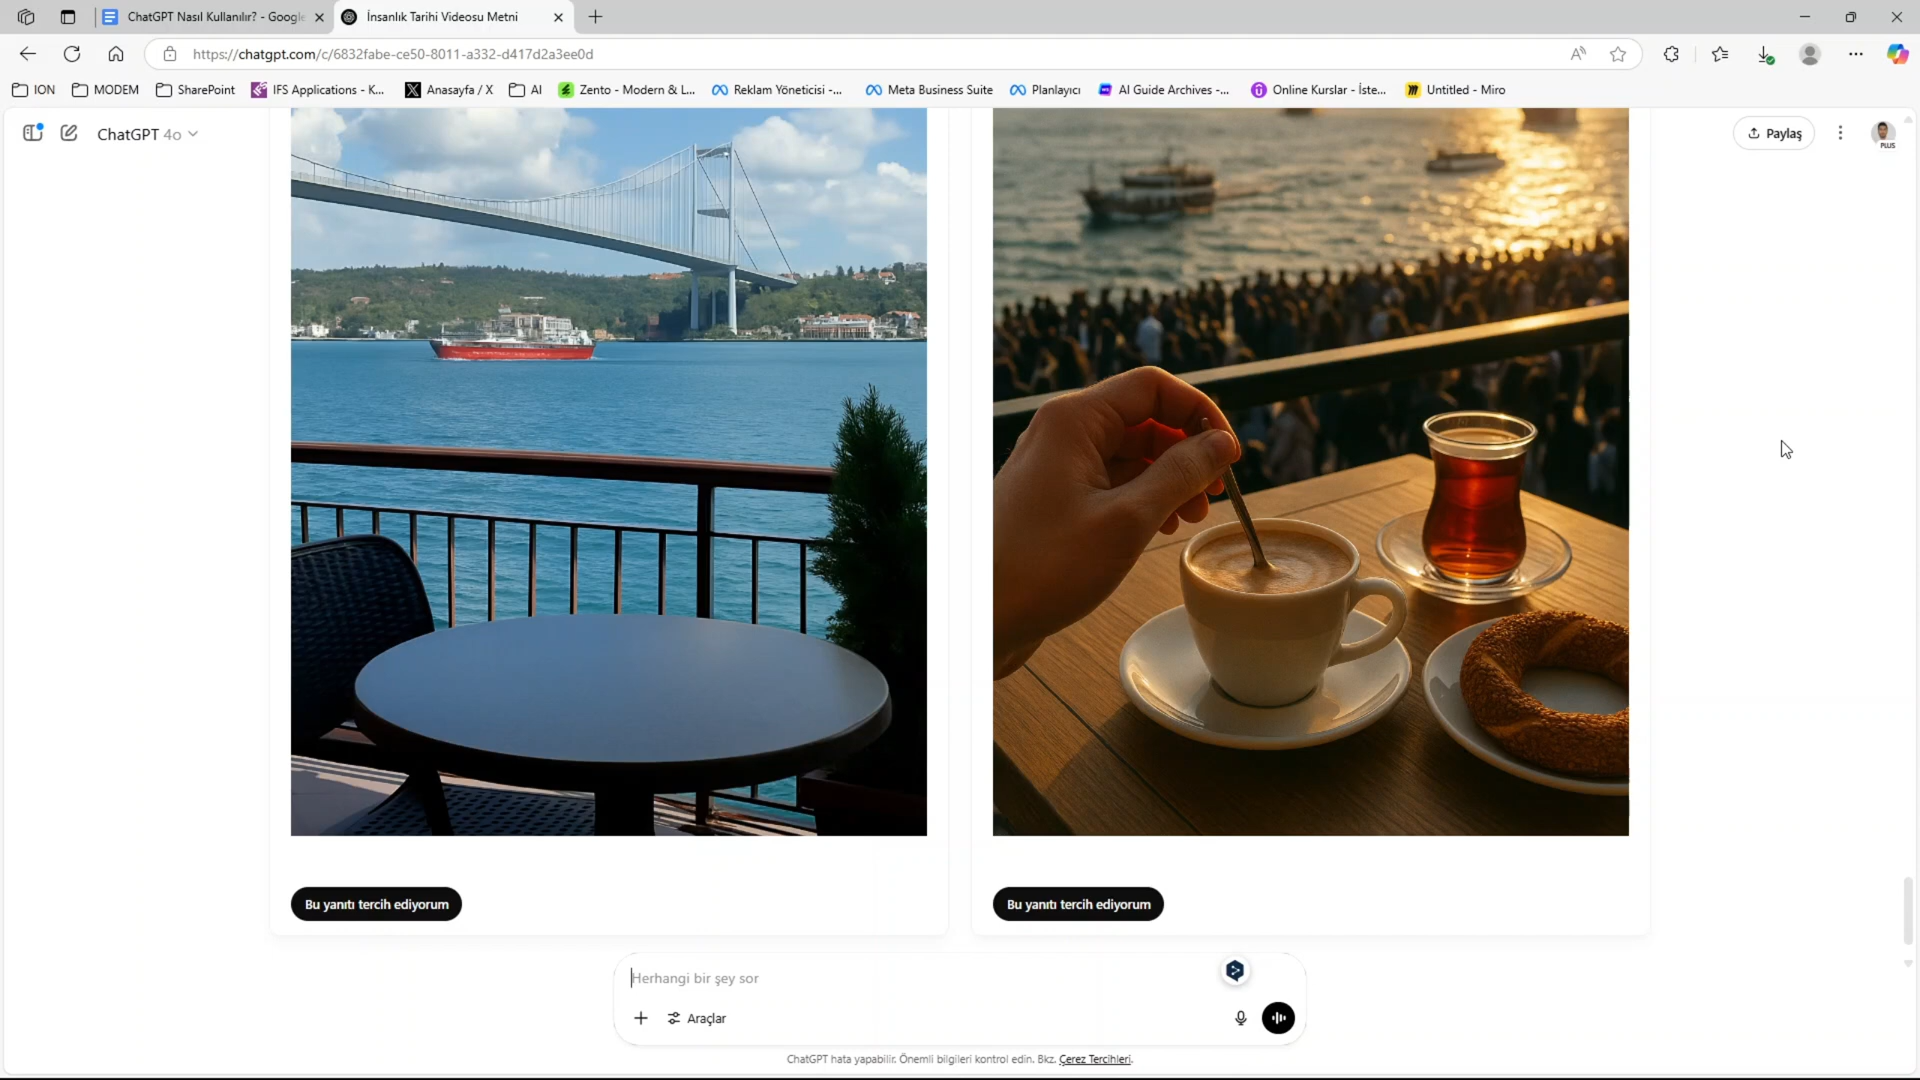 ChatGPT Nasıl Kullanılır? - Google
İnsanlık Tarihi Videosu Metni
https://chatgpt.com/c/6832fabe-ce50-8011-a332-d417d2a3ee0d
ION
MODEM
SharePoint
IFS Applications - K...
Anasayfa / X
AI
Zento - Modern & L...
Reklam Yöneticisi -...
Meta Business Suite
Planlayıcı
AI Guide Archives -...
Online Kurslar - İste...
Untitled - Miro
ChatGPT 4o
Paylaş
PLUS
Bu yanıtı tercih ediyorum
Bu yanıtı tercih ediyorum
Herhangi bir şey sor
Araçlar
ChatGPT hata yapabilir. Önemli bilgileri kontrol edin. Bkz. Çerez Tercihleri.